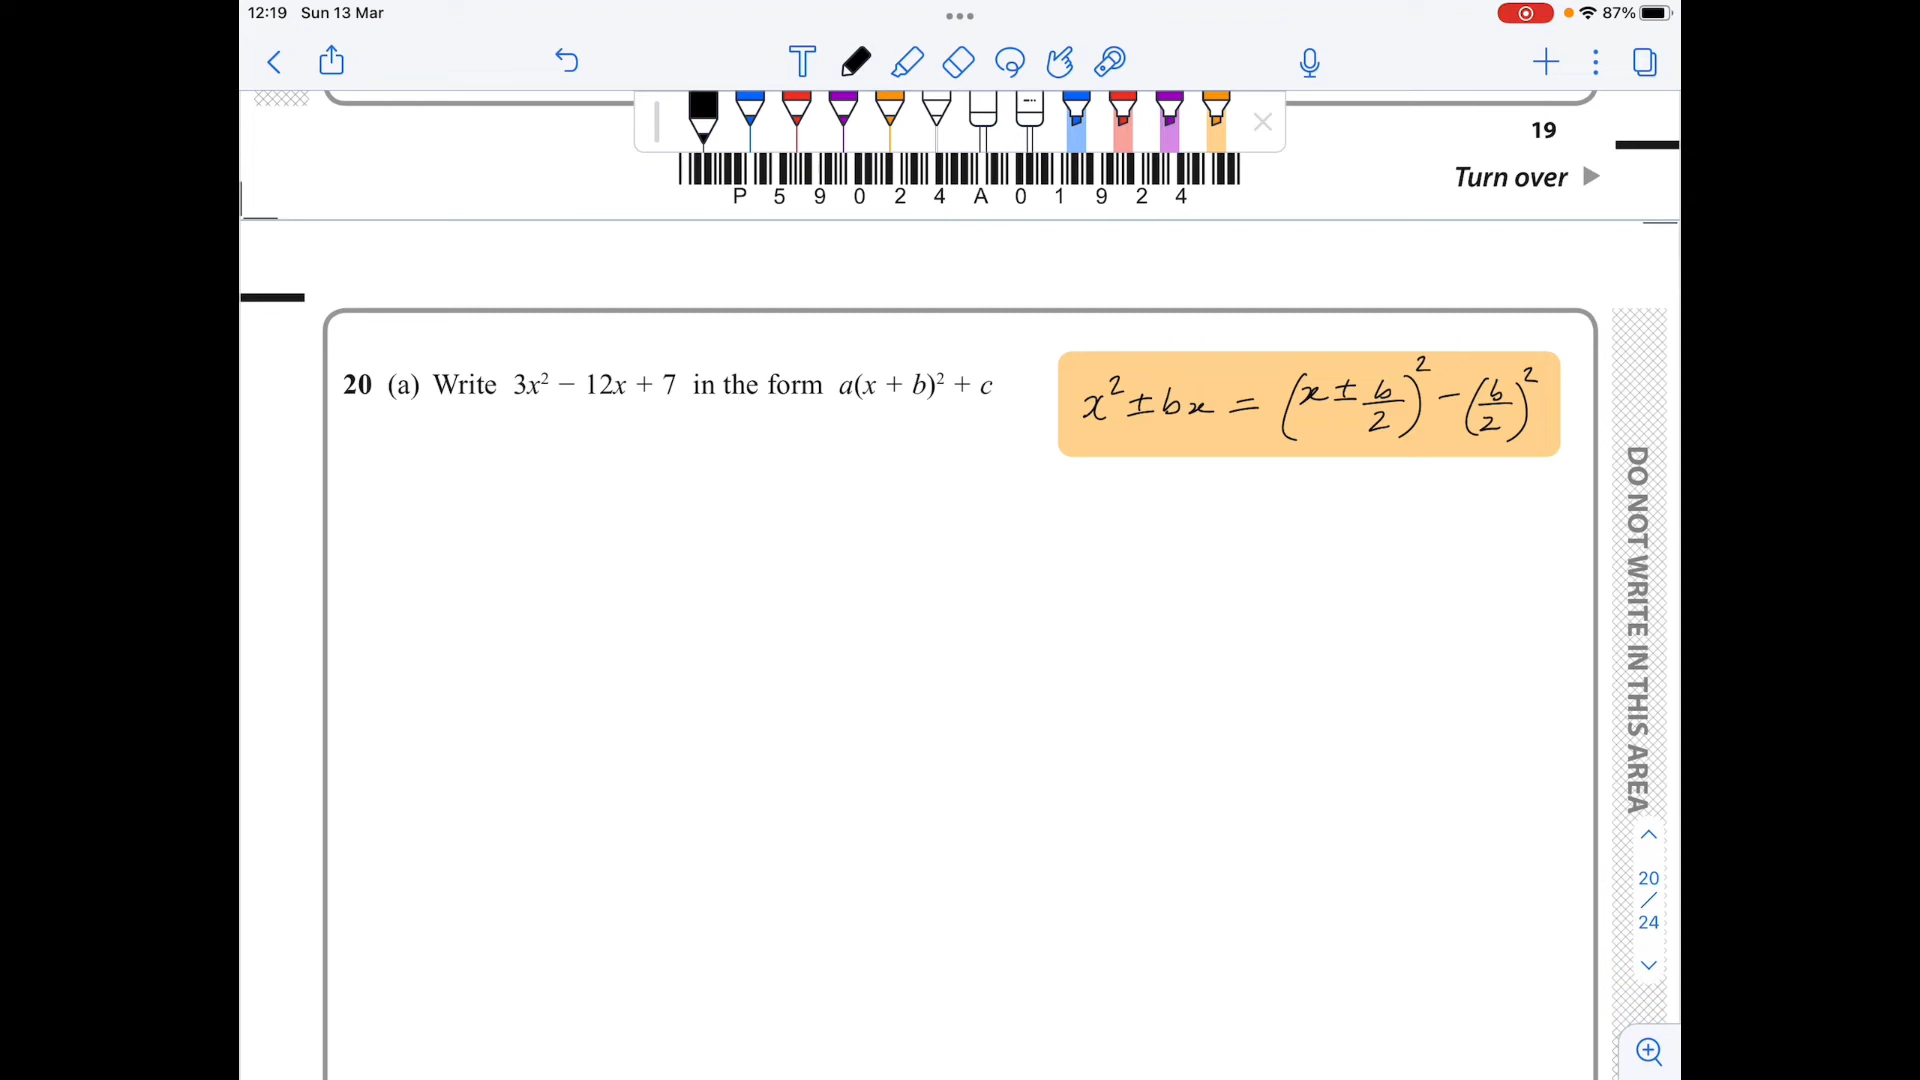 12:19 Sun 13 Mar
87%
T
19
Turn over
P 5 9 0 2 4 A 0 1 9 2 4
20 (a) Write 3x² − 12x + 7 in the form a(x + b)² + c
x² ± bx = (x ± b/2)² − (b/2)²
DO NOT WRITE IN THIS AREA
20
/
24